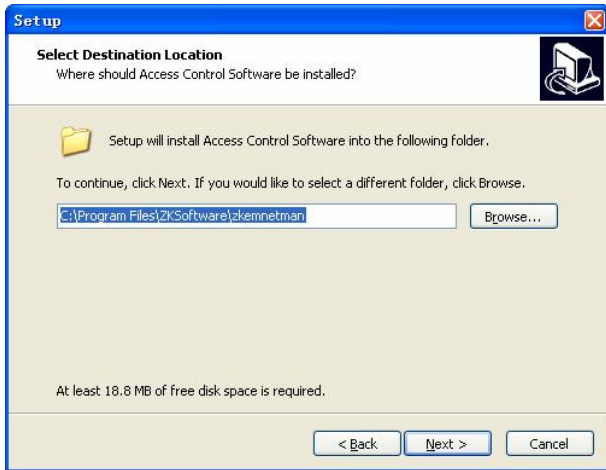 Setup
Select Destination Location
Where should Access Control Software be installed?
Setup will install Access Control Software into the following folder.
To continue, click Next. If you would like to select a different folder, click Browse.
C:\Program Files\ZKSoftware\zkemnetman
Browse...
At least 18.8 MB of free disk space is required.
< Back
Next >
Cancel